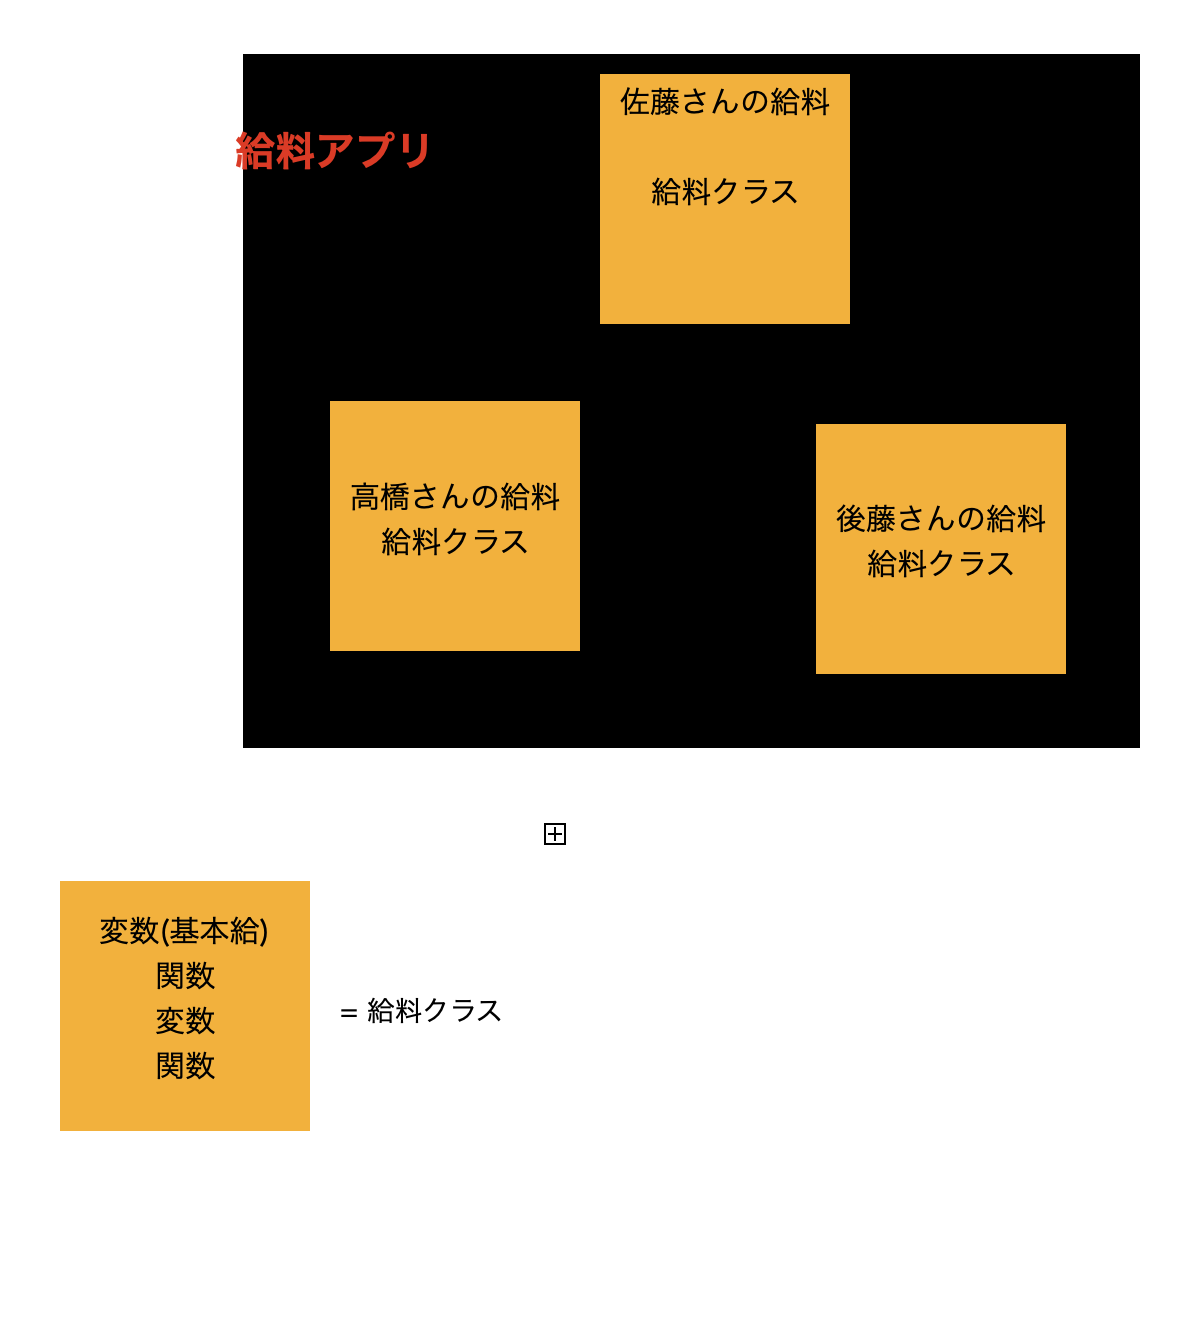 佐藤さんの給料
給料アプリ
給料クラス
高橋さんの給料
給料クラス
後藤さんの給料
給料クラス
変数(基本給)
関数
変数
関数
= 給料クラス